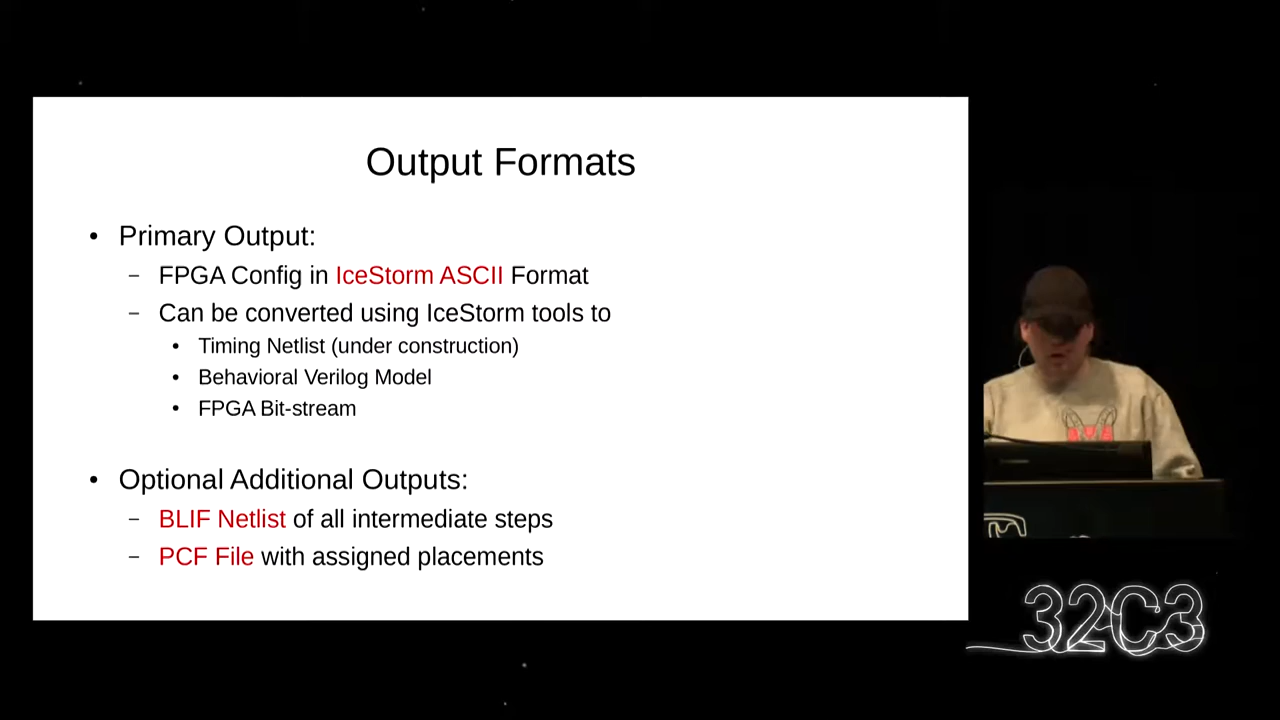 Output Formats
• Primary Output:
– FPGA Config in IceStorm ASCII Format
– Can be converted using IceStorm tools to
• Timing Netlist (under construction)
• Behavioral Verilog Model
• FPGA Bit-stream
• Optional Additional Outputs:
– BLIF Netlist of all intermediate steps
– PCF File with assigned placements
32C3